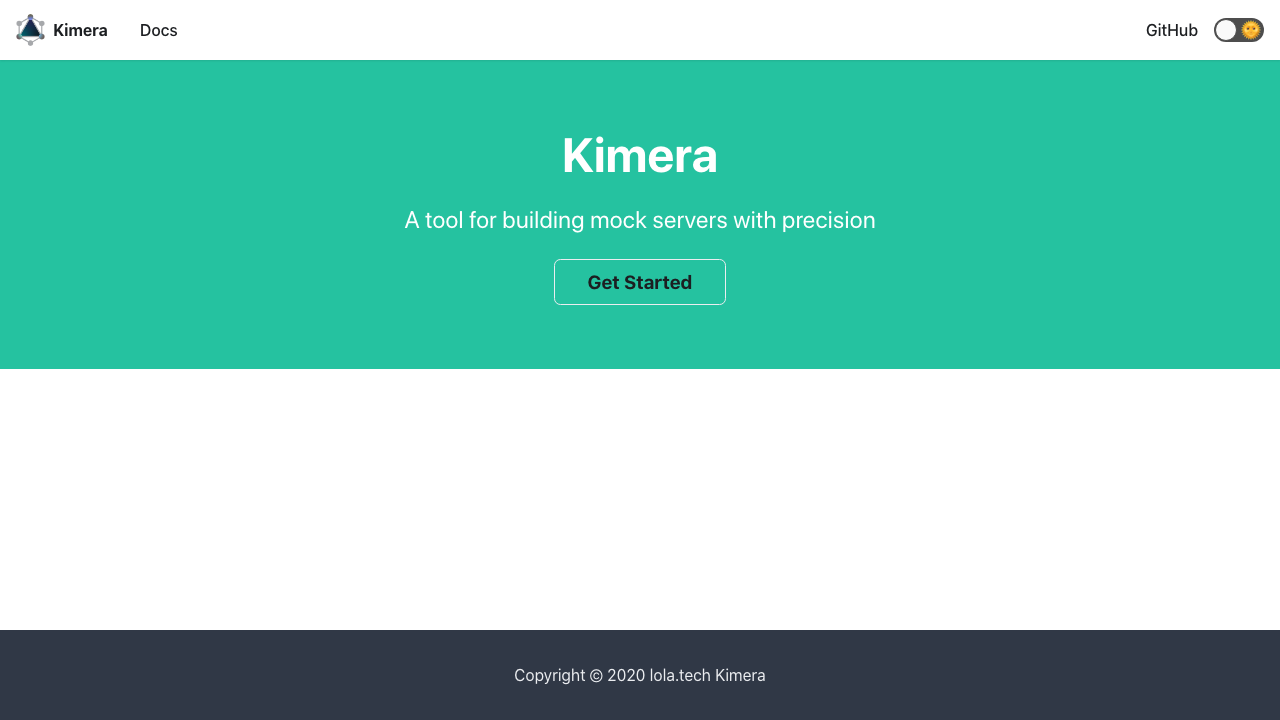 Kimera Docs GitHub
Kimera
A tool for building mock servers with precision
Get Started
Copyright © 2020 lola.tech Kimera